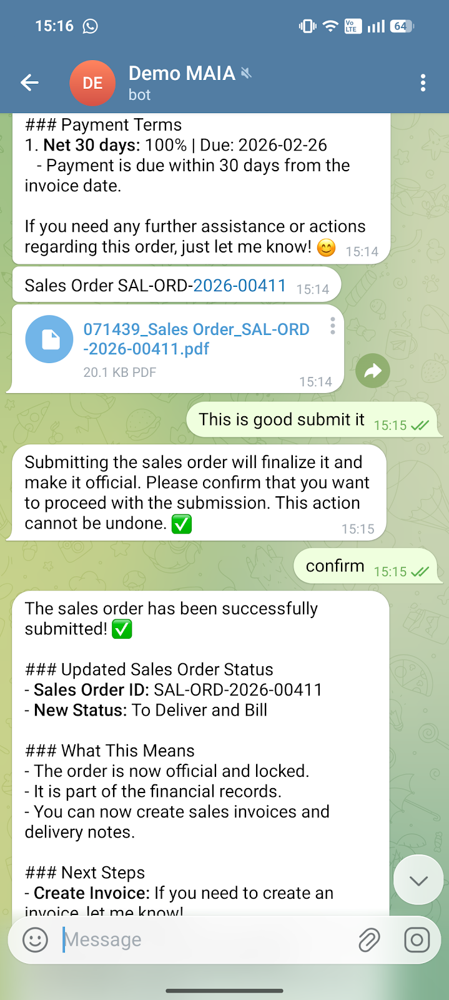 15:16
Vo LTE
64
DE
Demo MAIA
bot
### Payment Terms
1. Net 30 days: 100% | Due: 2026-02-26
- Payment is due within 30 days from the
invoice date.
If you need any further assistance or actions
regarding this order, just let me know! 😊 15:14
Sales Order SAL-ORD-2026-00411 15:14
071439_Sales Order_SAL-ORD
-2026-00411.pdf
20.1 KB PDF
15:14
This is good submit it 15:15
Submitting the sales order will finalize it and
make it official. Please confirm that you want
to proceed with the submission. This action
cannot be undone. ✅ 15:15
confirm 15:15
The sales order has been successfully
submitted! ✅
### Updated Sales Order Status
- Sales Order ID: SAL-ORD-2026-00411
- New Status: To Deliver and Bill
### What This Means
- The order is now official and locked.
- It is part of the financial records.
- You can now create sales invoices and
delivery notes.
### Next Steps
- Create Invoice: If you need to create an
invoice, let me know!
Message